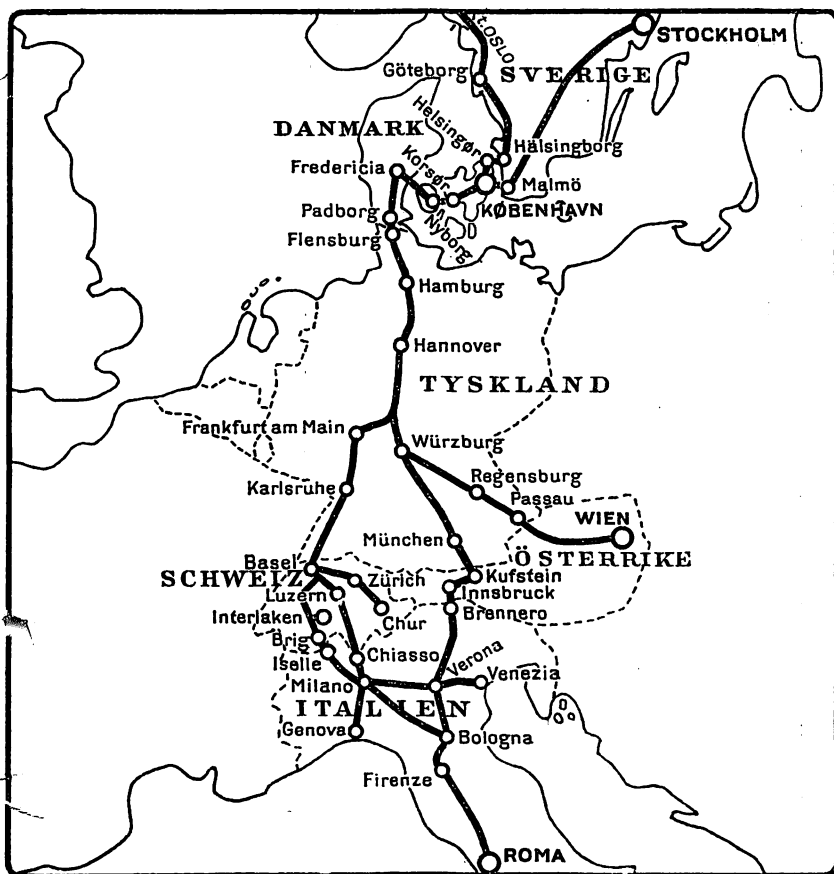 t. OSLO
STOCKHOLM
Göteborg
SVERIGE
DANMARK
Helsingør
Hälsingborg
Fredericia
Korsør
Malmö
Padborg
KØBENHAVN
Nyborg
Flensburg
Hamburg
Hannover
TYSKLAND
Frankfurt am Main
Würzburg
Karlsruhe
Regensburg
Passau
WIEN
München
ÖSTERRIKE
Basel
SCHWEIZ
Zürich
Kufstein
Luzern
Innsbruck
Interlaken
Chur
Brennero
Brig
Iselle
Chiasso
Verona
Milano
Venezia
ITALIEN
Genova
Bologna
Firenze
ROMA